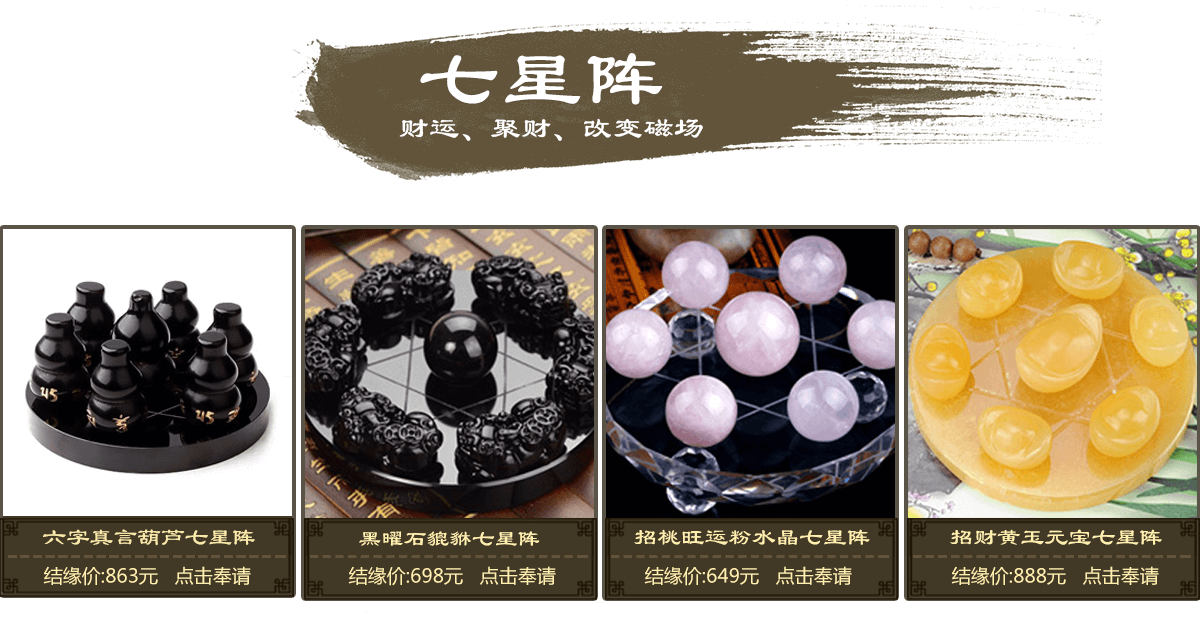 七星阵
财运、聚财、改变磁场
六字真言葫芦七星阵
结缘价:863元 点击奉请
黑曜石貔貅七星阵
结缘价:698元 点击奉请
招桃旺运粉水晶七星阵
结缘价:649元 点击奉请
招财黄玉元宝七星阵
结缘价:888元 点击奉请